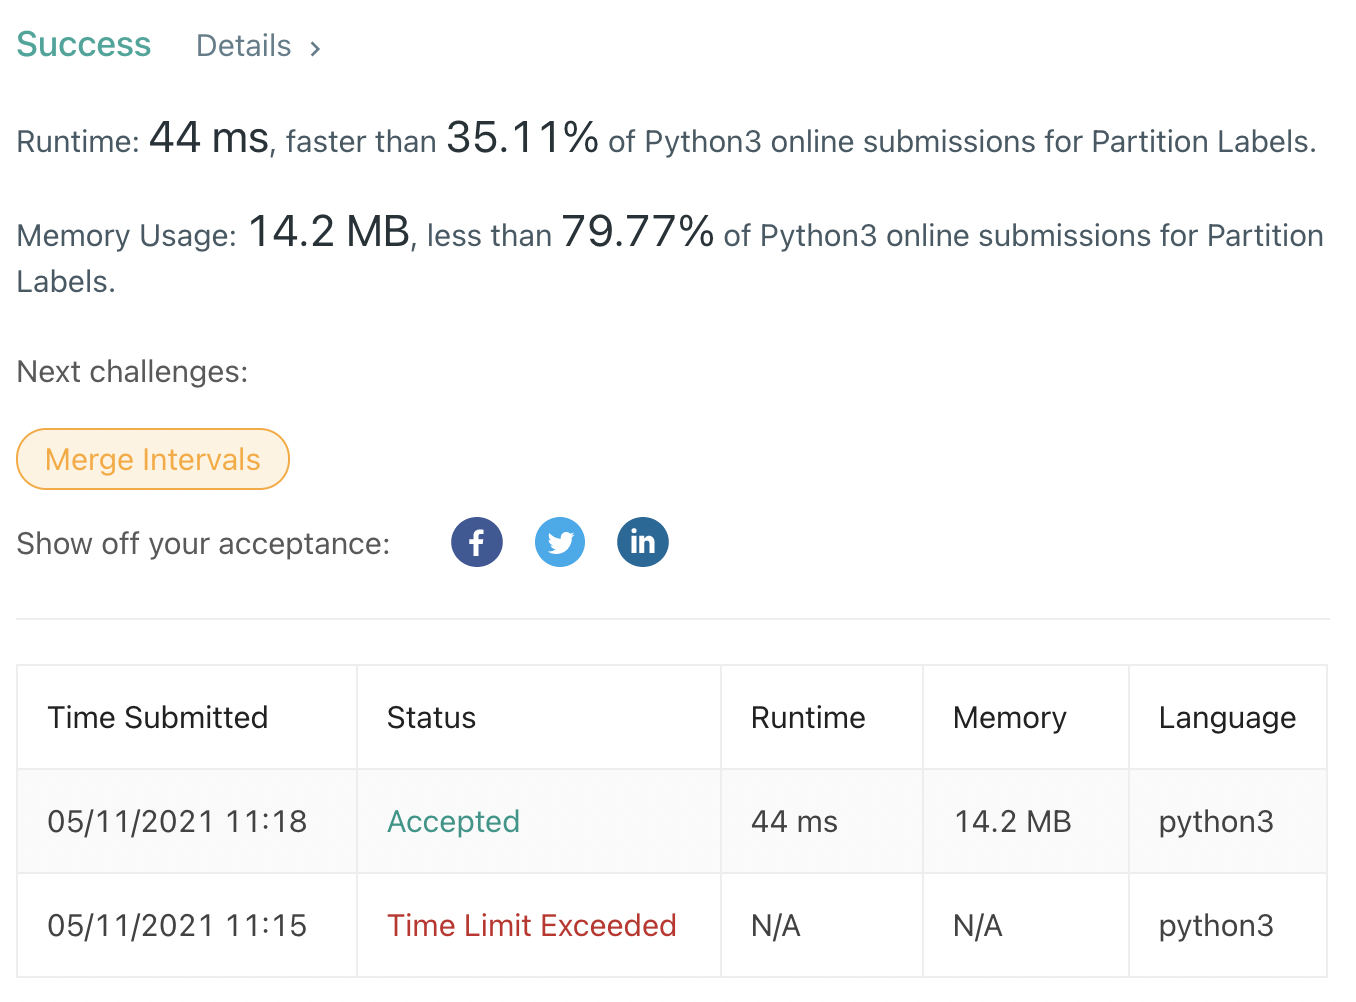 Success Details >
Runtime: 44 ms, faster than 35.11% of Python3 online submissions for Partition Labels.
Memory Usage: 14.2 MB, less than 79.77% of Python3 online submissions for Partition
Labels.
Next challenges:
Merge Intervals
Show off your acceptance: f in
Time Submitted Status Runtime Memory Language
05/11/2021 11:18 Accepted 44 ms 14.2 MB python3
05/11/2021 11:15 Time Limit Exceeded N/A N/A python3